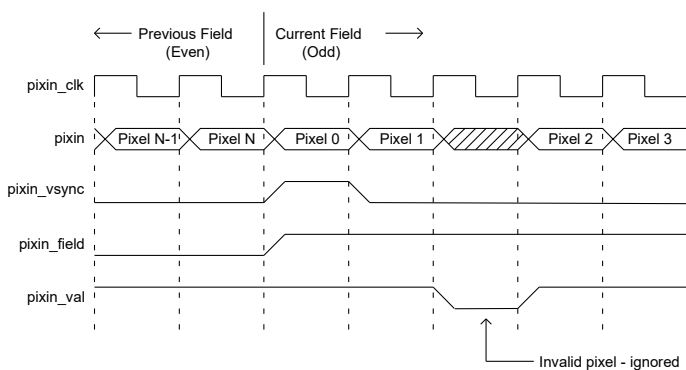 Previous Field
(Even)
Current Field
(Odd)
pixin_clk
pixin
Pixel N-1
Pixel N
Pixel 0
Pixel 1
Pixel 2
Pixel 3
pixin_vsync
pixin_field
pixin_val
Invalid pixel - ignored